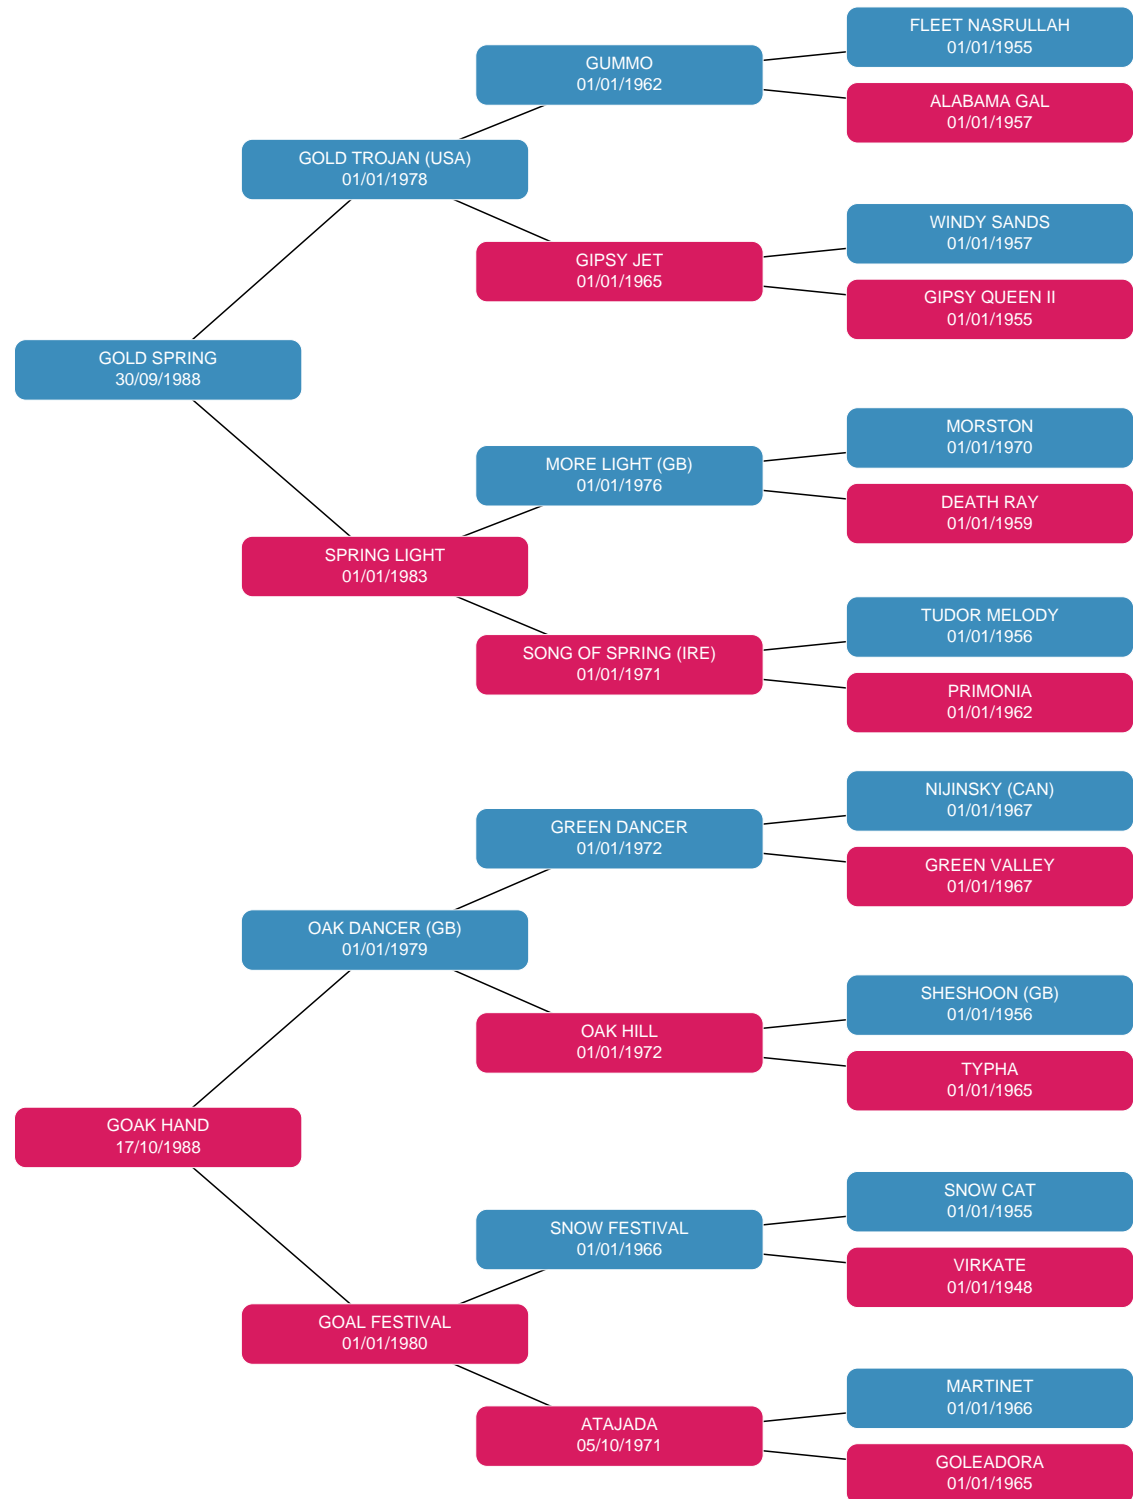 FLEET NASRULLAH
01/01/1955
GUMMO
01/01/1962
ALABAMA GAL
01/01/1957
GOLD TROJAN (USA)
01/01/1978
WINDY SANDS
01/01/1957
GIPSY JET
01/01/1965
GIPSY QUEEN II
01/01/1955
GOLD SPRING
30/09/1988
MORSTON
01/01/1970
MORE LIGHT (GB)
01/01/1976
DEATH RAY
01/01/1959
SPRING LIGHT
01/01/1983
TUDOR MELODY
01/01/1956
SONG OF SPRING (IRE)
01/01/1971
PRIMONIA
01/01/1962
NIJINSKY (CAN)
01/01/1967
GREEN DANCER
01/01/1972
GREEN VALLEY
01/01/1967
OAK DANCER (GB)
01/01/1979
SHESHOON (GB)
01/01/1956
OAK HILL
01/01/1972
TYPHA
01/01/1965
GOAK HAND
17/10/1988
SNOW CAT
01/01/1955
SNOW FESTIVAL
01/01/1966
VIRKATE
01/01/1948
GOAL FESTIVAL
01/01/1980
MARTINET
01/01/1966
ATAJADA
05/10/1971
GOLEADORA
01/01/1965